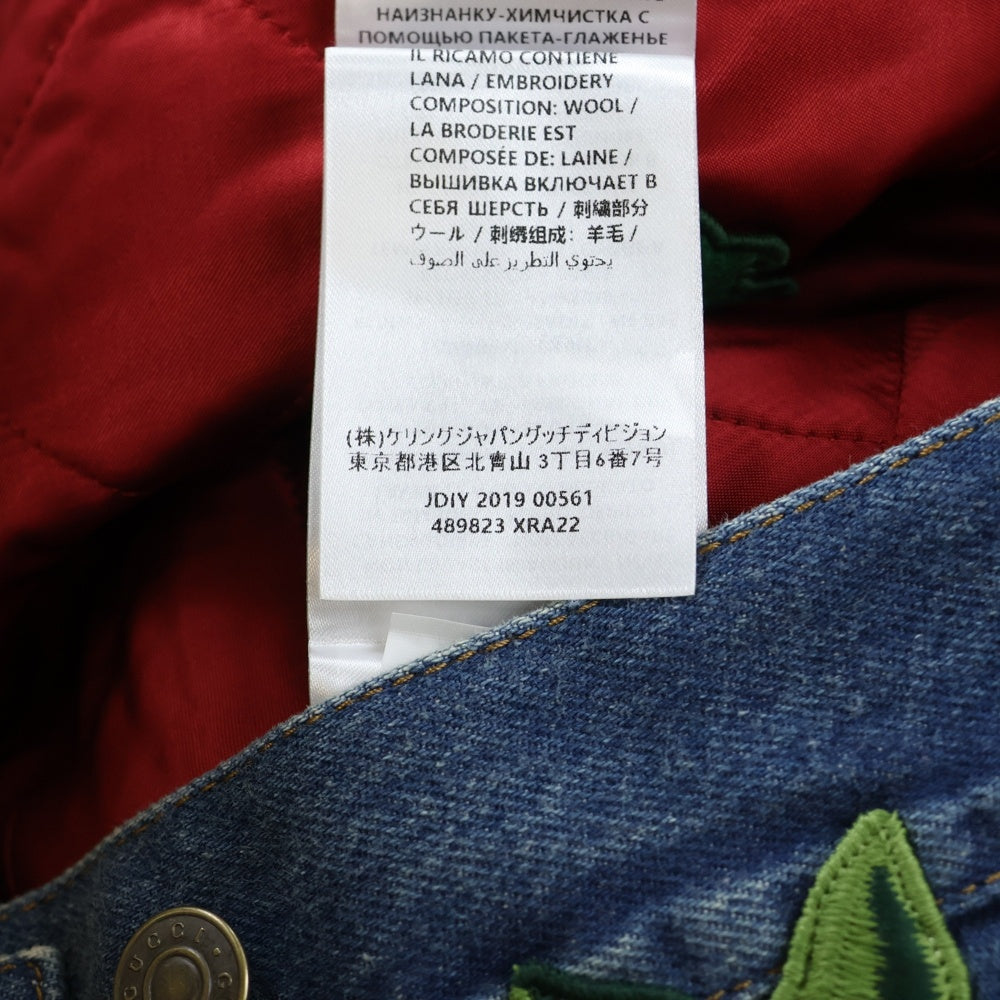 НАИЗНАНКУ-ХИМЧИСТКА С
ПОМОЩЬЮ ПАКЕТА-ГЛАЖЕНЬЕ
IL RICAMO CONTIENE
LANA / EMBROIDERY
COMPOSITION: WOOL /
LA BRODERIE EST
COMPOSÉE DE: LAINE /
ВЫШИВКА ВКЛЮЧАЕТ В
СЕБЯ ШЕРСТЬ / 刺繍部分
ウール / 刺绣组成: 羊毛 /
يحتوي التطريز على الصوف
(株)ケリングジャパングッチディビジョン
東京都港区北青山 3丁目6番7号
JDIY 2019 00561
489823 XRA22
GUCCI · G